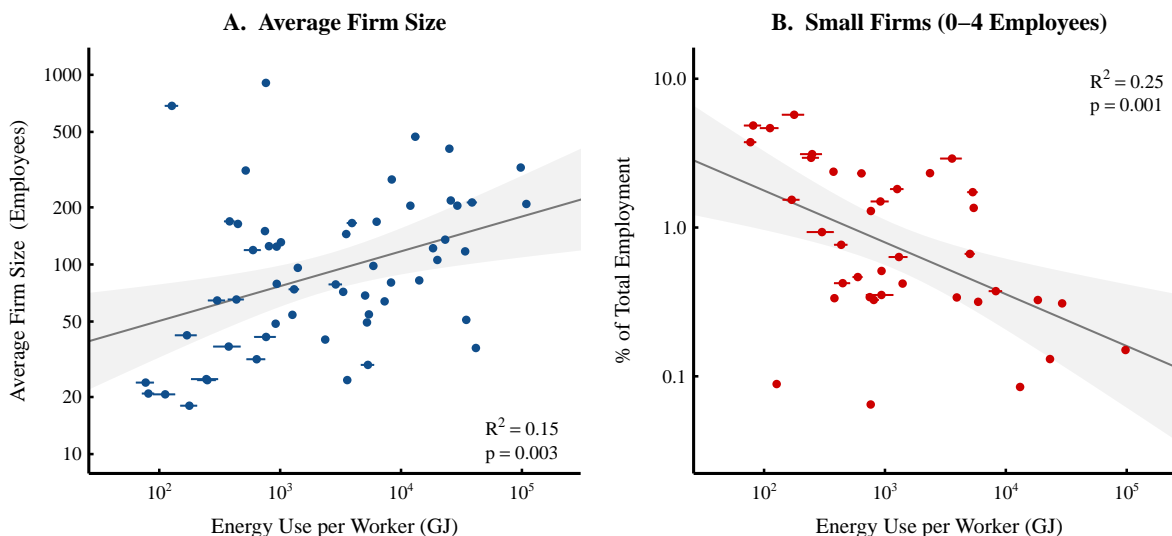 A.  Average Firm Size
1000
500
200
100
50
20
10
Average Firm Size (Employees)
R² = 0.15
p = 0.003
10²
10³
10⁴
10⁵
Energy Use per Worker (GJ)
B.  Small Firms (0−4 Employees)
10.0
1.0
0.1
% of Total Employment
R² = 0.25
p = 0.001
10²
10³
10⁴
10⁵
Energy Use per Worker (GJ)